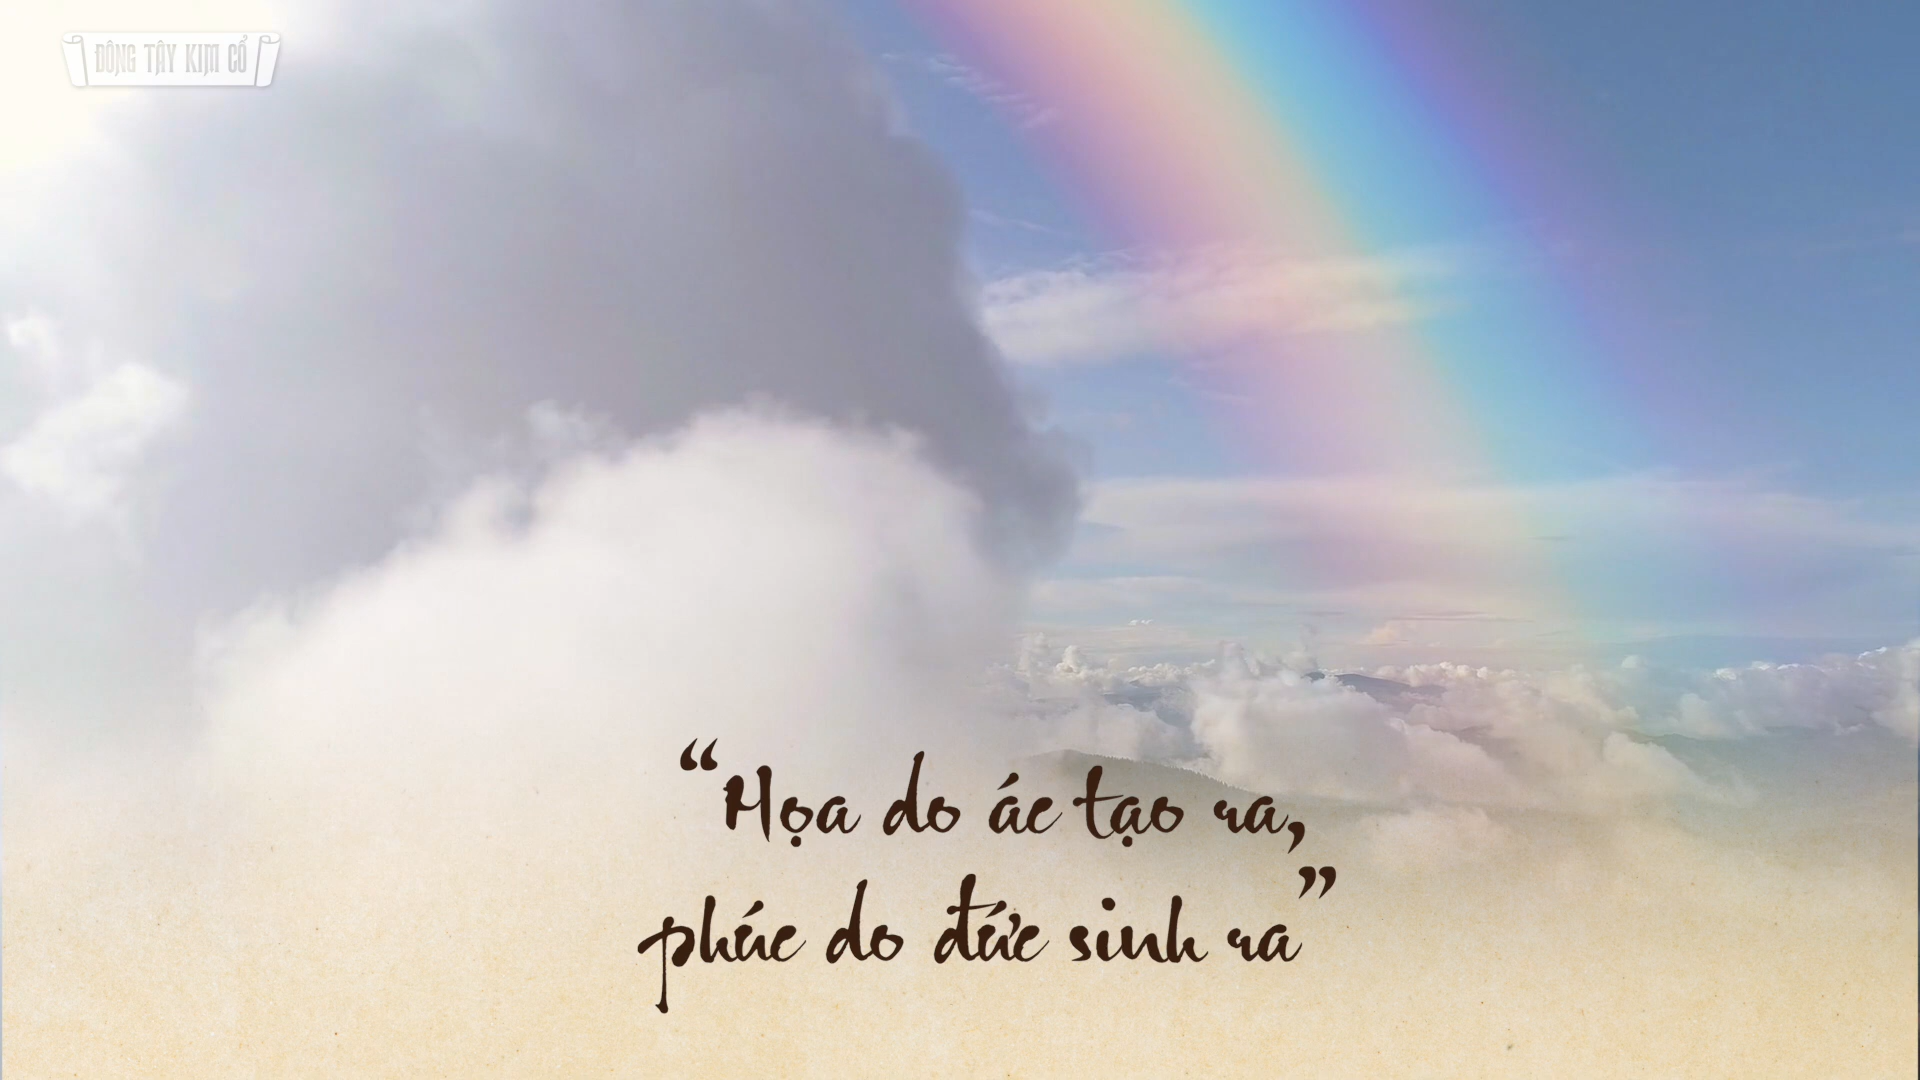 ĐÔNG TÂY KIM CỔ
“Họa do ác tạo ra,
phúc do đức sinh ra”